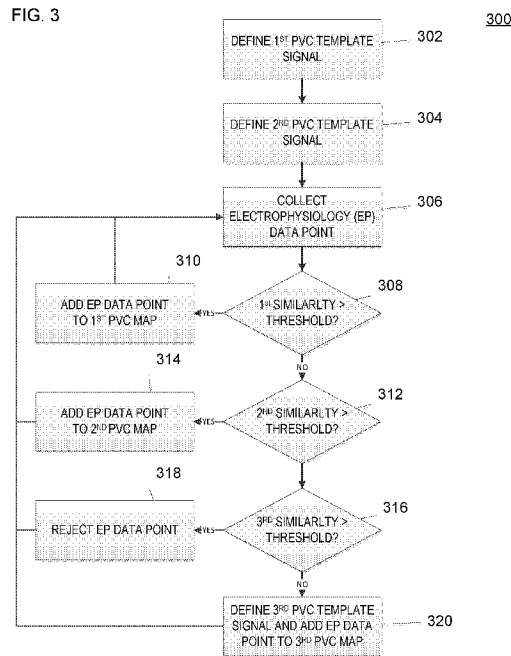 FIG. 3
300
DEFINE 1ST PVC TEMPLATE
SIGNAL
302
DEFINE 2RD PVC TEMPLATE
SIGNAL
304
COLLECT
ELECTROPHYSIOLOGY (EP)
DATA POINT
306
310
308
ADD EP DATA POINT
TO 1ST PVC MAP
YES
1ST SIMILARLTY >
THRESHOLD?
NO
314
312
ADD EP DATA POINT
TO 2ND PVC MAP
YES
2ND SIMILARLTY >
THRESHOLD?
318
316
REJECT EP DATA POINT
YES
3RD SIMILARLTY >
THRESHOLD?
NO
DEFINE 3RD PVC TEMPLATE
SIGNAL AND ADD EP DATA
POINT TO 3RD PVC MAP
320